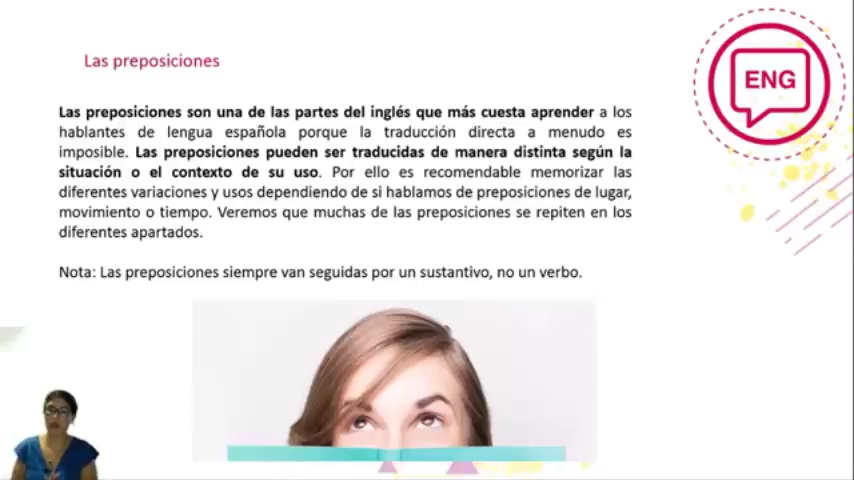 Las preposiciones
ENG
Las preposiciones son una de las partes del inglés que más cuesta aprender a los
hablantes de lengua española porque la traducción directa a menudo es
imposible. Las preposiciones pueden ser traducidas de manera distinta según la
situación o el contexto de su uso. Por ello es recomendable memorizar las
diferentes variaciones y usos dependiendo de si hablamos de preposiciones de lugar,
movimiento o tiempo. Veremos que muchas de las preposiciones se repiten en los
diferentes apartados.
Nota: Las preposiciones siempre van seguidas por un sustantivo, no un verbo.